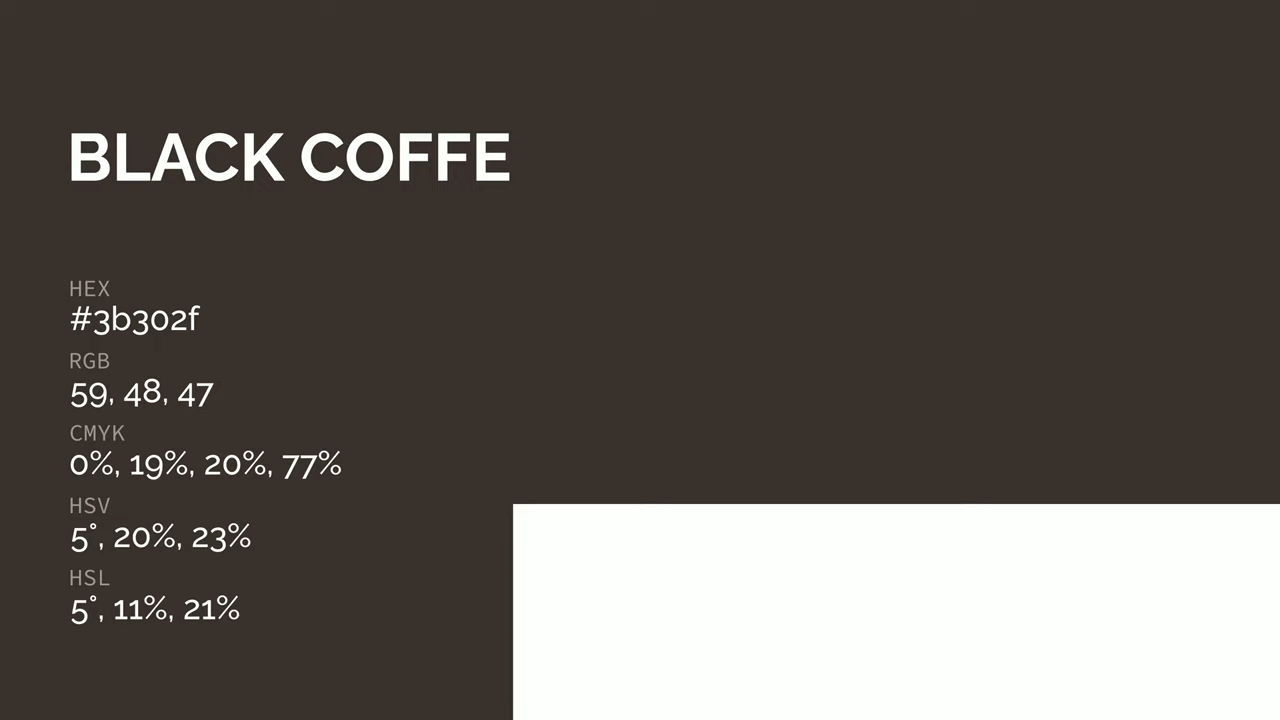 BLACK COFFE
HEX
#3b302f
RGB
59, 48, 47
CMYK
0%, 19%, 20%, 77%
HSV
5°, 20%, 23%
HSL
5°, 11%, 21%